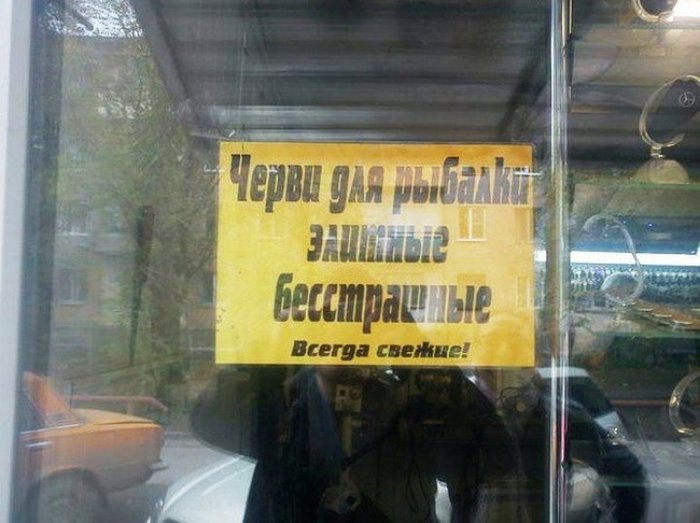 Черви для рыбалки
элитные
бесстрашные
Всегда свежие!